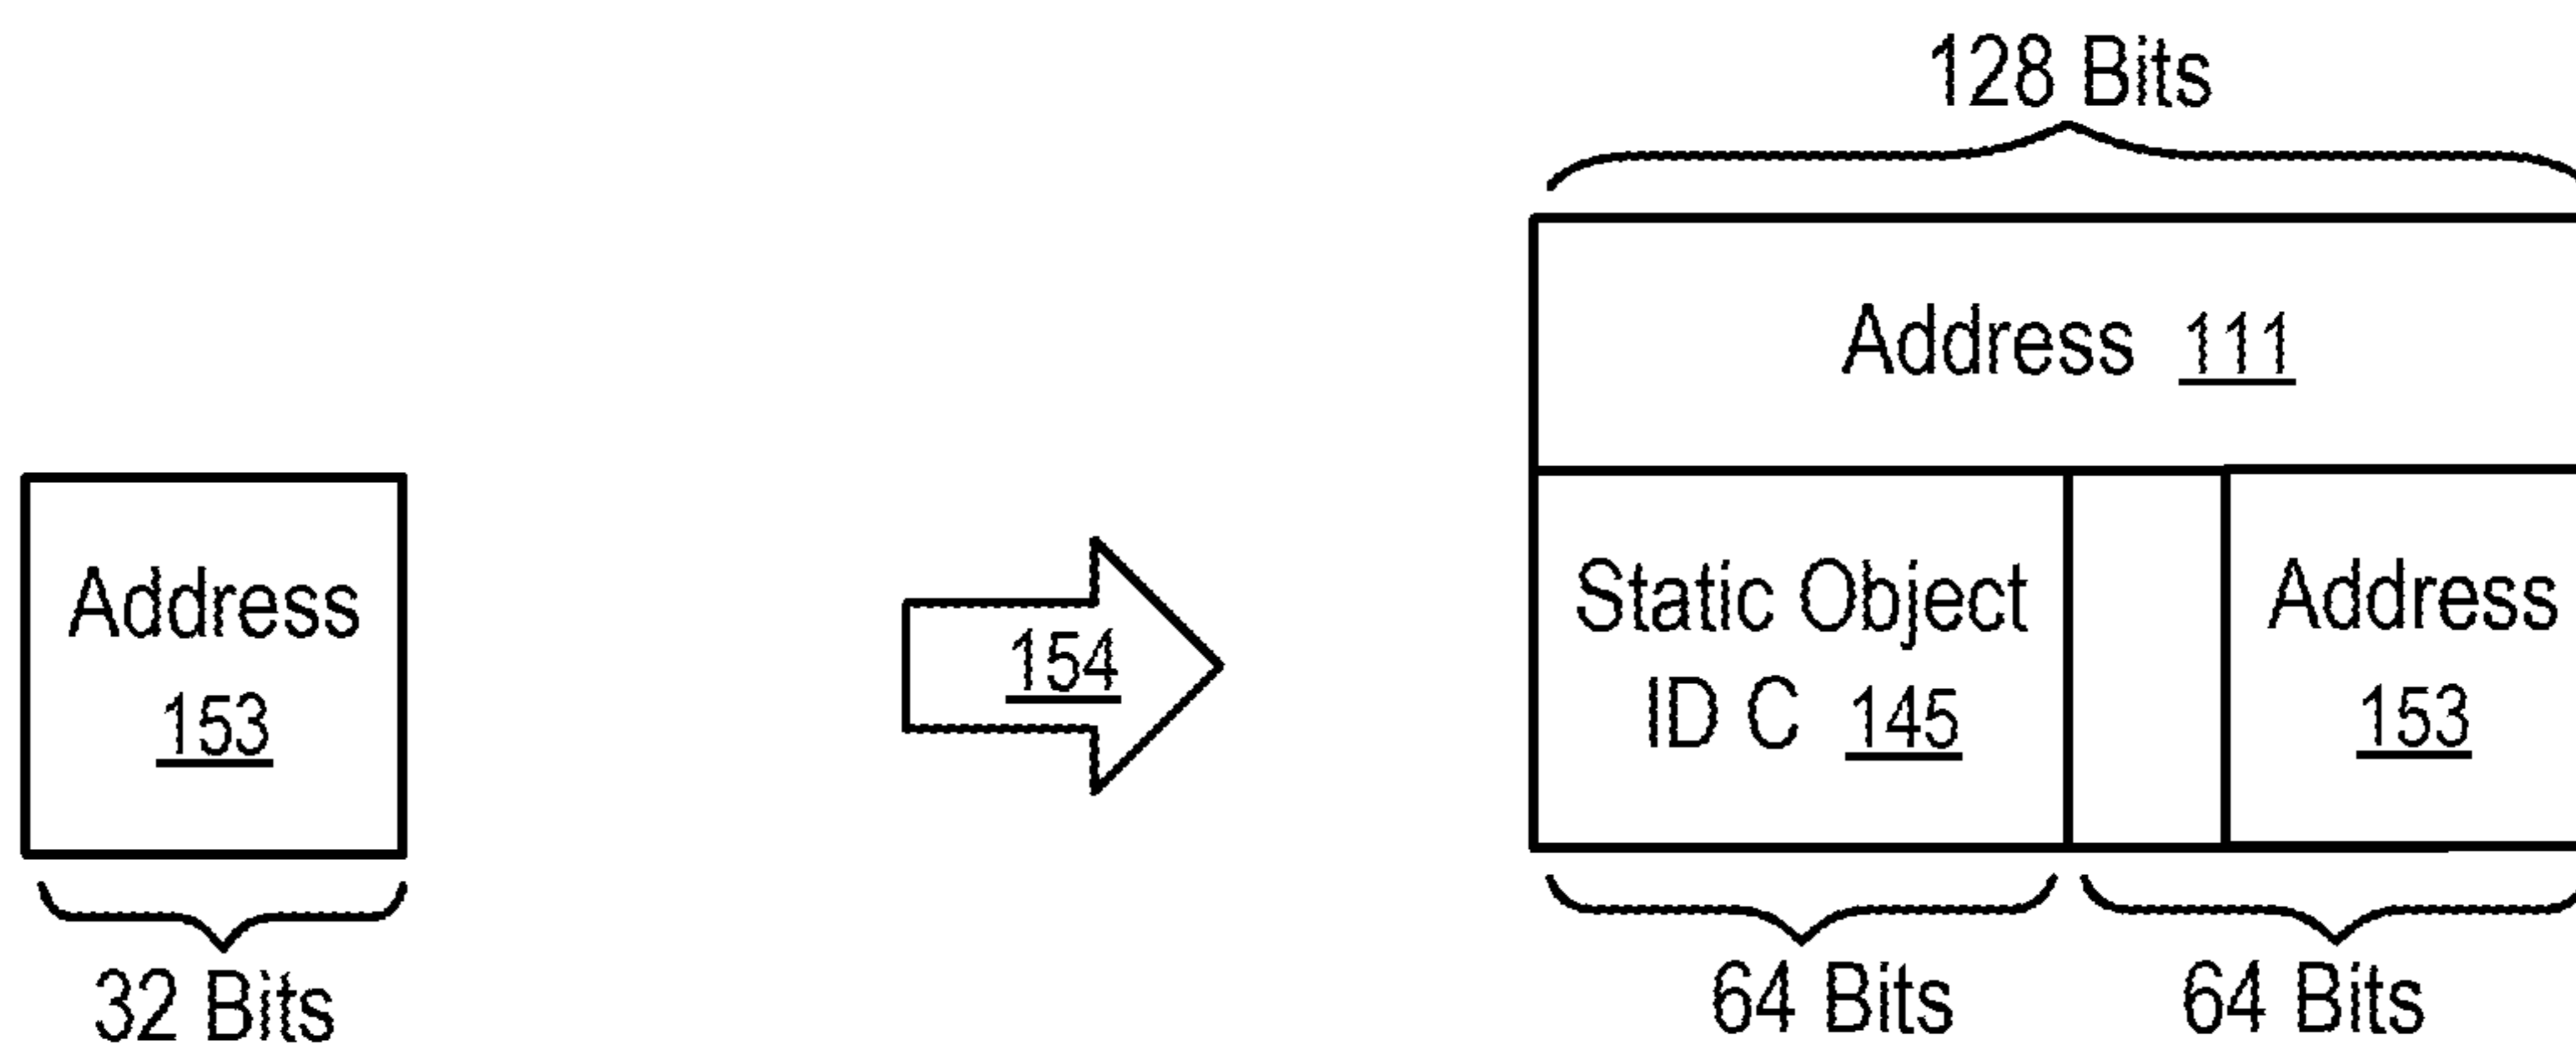 128 Bits
Address 111
Address
153
154
Static Object
ID C 145
Address
153
32 Bits
64 Bits
64 Bits